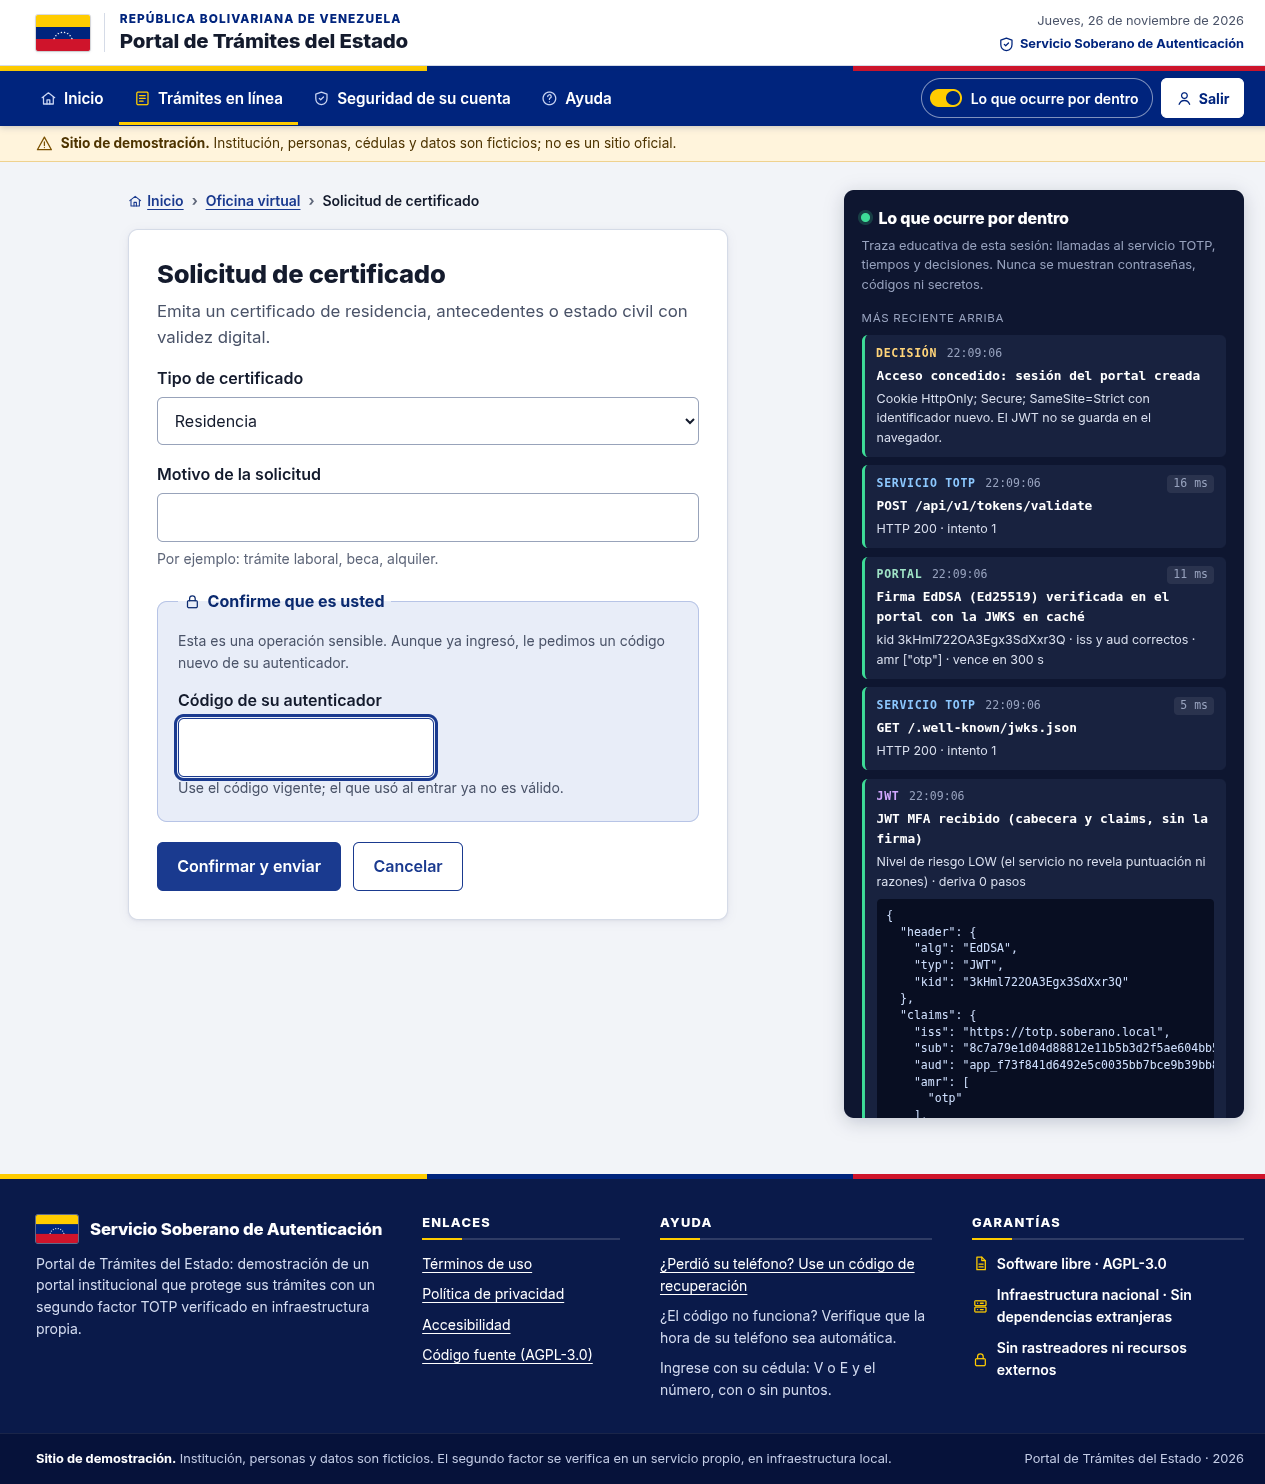 REPÚBLICA BOLIVARIANA DE VENEZUELA
Portal de Trámites del Estado
Jueves, 26 de noviembre de 2026
Servicio Soberano de Autenticación
Inicio
Trámites en línea
Seguridad de su cuenta
Ayuda
Lo que ocurre por dentro
Salir
Sitio de demostración. Institución, personas, cédulas y datos son ficticios; no es un sitio oficial.
Inicio › Oficina virtual › Solicitud de certificado
Solicitud de certificado
Emita un certificado de residencia, antecedentes o estado civil con
validez digital.
Tipo de certificado
Residencia
Motivo de la solicitud
Por ejemplo: trámite laboral, beca, alquiler.
Confirme que es usted
Esta es una operación sensible. Aunque ya ingresó, le pedimos un código
nuevo de su autenticador.
Código de su autenticador
Use el código vigente; el que usó al entrar ya no es válido.
Confirmar y enviar
Cancelar
Lo que ocurre por dentro
Traza educativa de esta sesión: llamadas al servicio TOTP,
tiempos y decisiones. Nunca se muestran contraseñas,
códigos ni secretos.
MÁS RECIENTE ARRIBA
DECISIÓN 22:09:06
Acceso concedido: sesión del portal creada
Cookie HttpOnly; Secure; SameSite=Strict con
identificador nuevo. El JWT no se guarda en el
navegador.
SERVICIO TOTP 22:09:06 16 ms
POST /api/v1/tokens/validate
HTTP 200 · intento 1
PORTAL 22:09:06 11 ms
Firma EdDSA (Ed25519) verificada en el
portal con la JWKS en caché
kid 3kHml722OA3Egx3SdXxr3Q · iss y aud correctos ·
amr ["otp"] · vence en 300 s
SERVICIO TOTP 22:09:06 5 ms
GET /.well-known/jwks.json
HTTP 200 · intento 1
JWT 22:09:06
JWT MFA recibido (cabecera y claims, sin la
firma)
Nivel de riesgo LOW (el servicio no revela puntuación ni
razones) · deriva 0 pasos
{
"header": {
"alg": "EdDSA",
"typ": "JWT",
"kid": "3kHml722OA3Egx3SdXxr3Q"
},
"claims": {
"iss": "https://totp.soberano.local",
"sub": "8c7a79e1d04d88812e11b5b3d2f5ae604bb5
"aud": "app_f73f841d6492e5c0035bb7bce9b39bb8
"amr": [
"otp"
],
Servicio Soberano de Autenticación
Portal de Trámites del Estado: demostración de un
portal institucional que protege sus trámites con un
segundo factor TOTP verificado en infraestructura
propia.
ENLACES
Términos de uso
Política de privacidad
Accesibilidad
Código fuente (AGPL-3.0)
AYUDA
¿Perdió su teléfono? Use un código de
recuperación
¿El código no funciona? Verifique que la
hora de su teléfono sea automática.
Ingrese con su cédula: V o E y el
número, con o sin puntos.
GARANTÍAS
Software libre · AGPL-3.0
Infraestructura nacional · Sin
dependencias extranjeras
Sin rastreadores ni recursos
externos
Sitio de demostración. Institución, personas y datos son ficticios. El segundo factor se verifica en un servicio propio, en infraestructura local.
Portal de Trámites del Estado · 2026